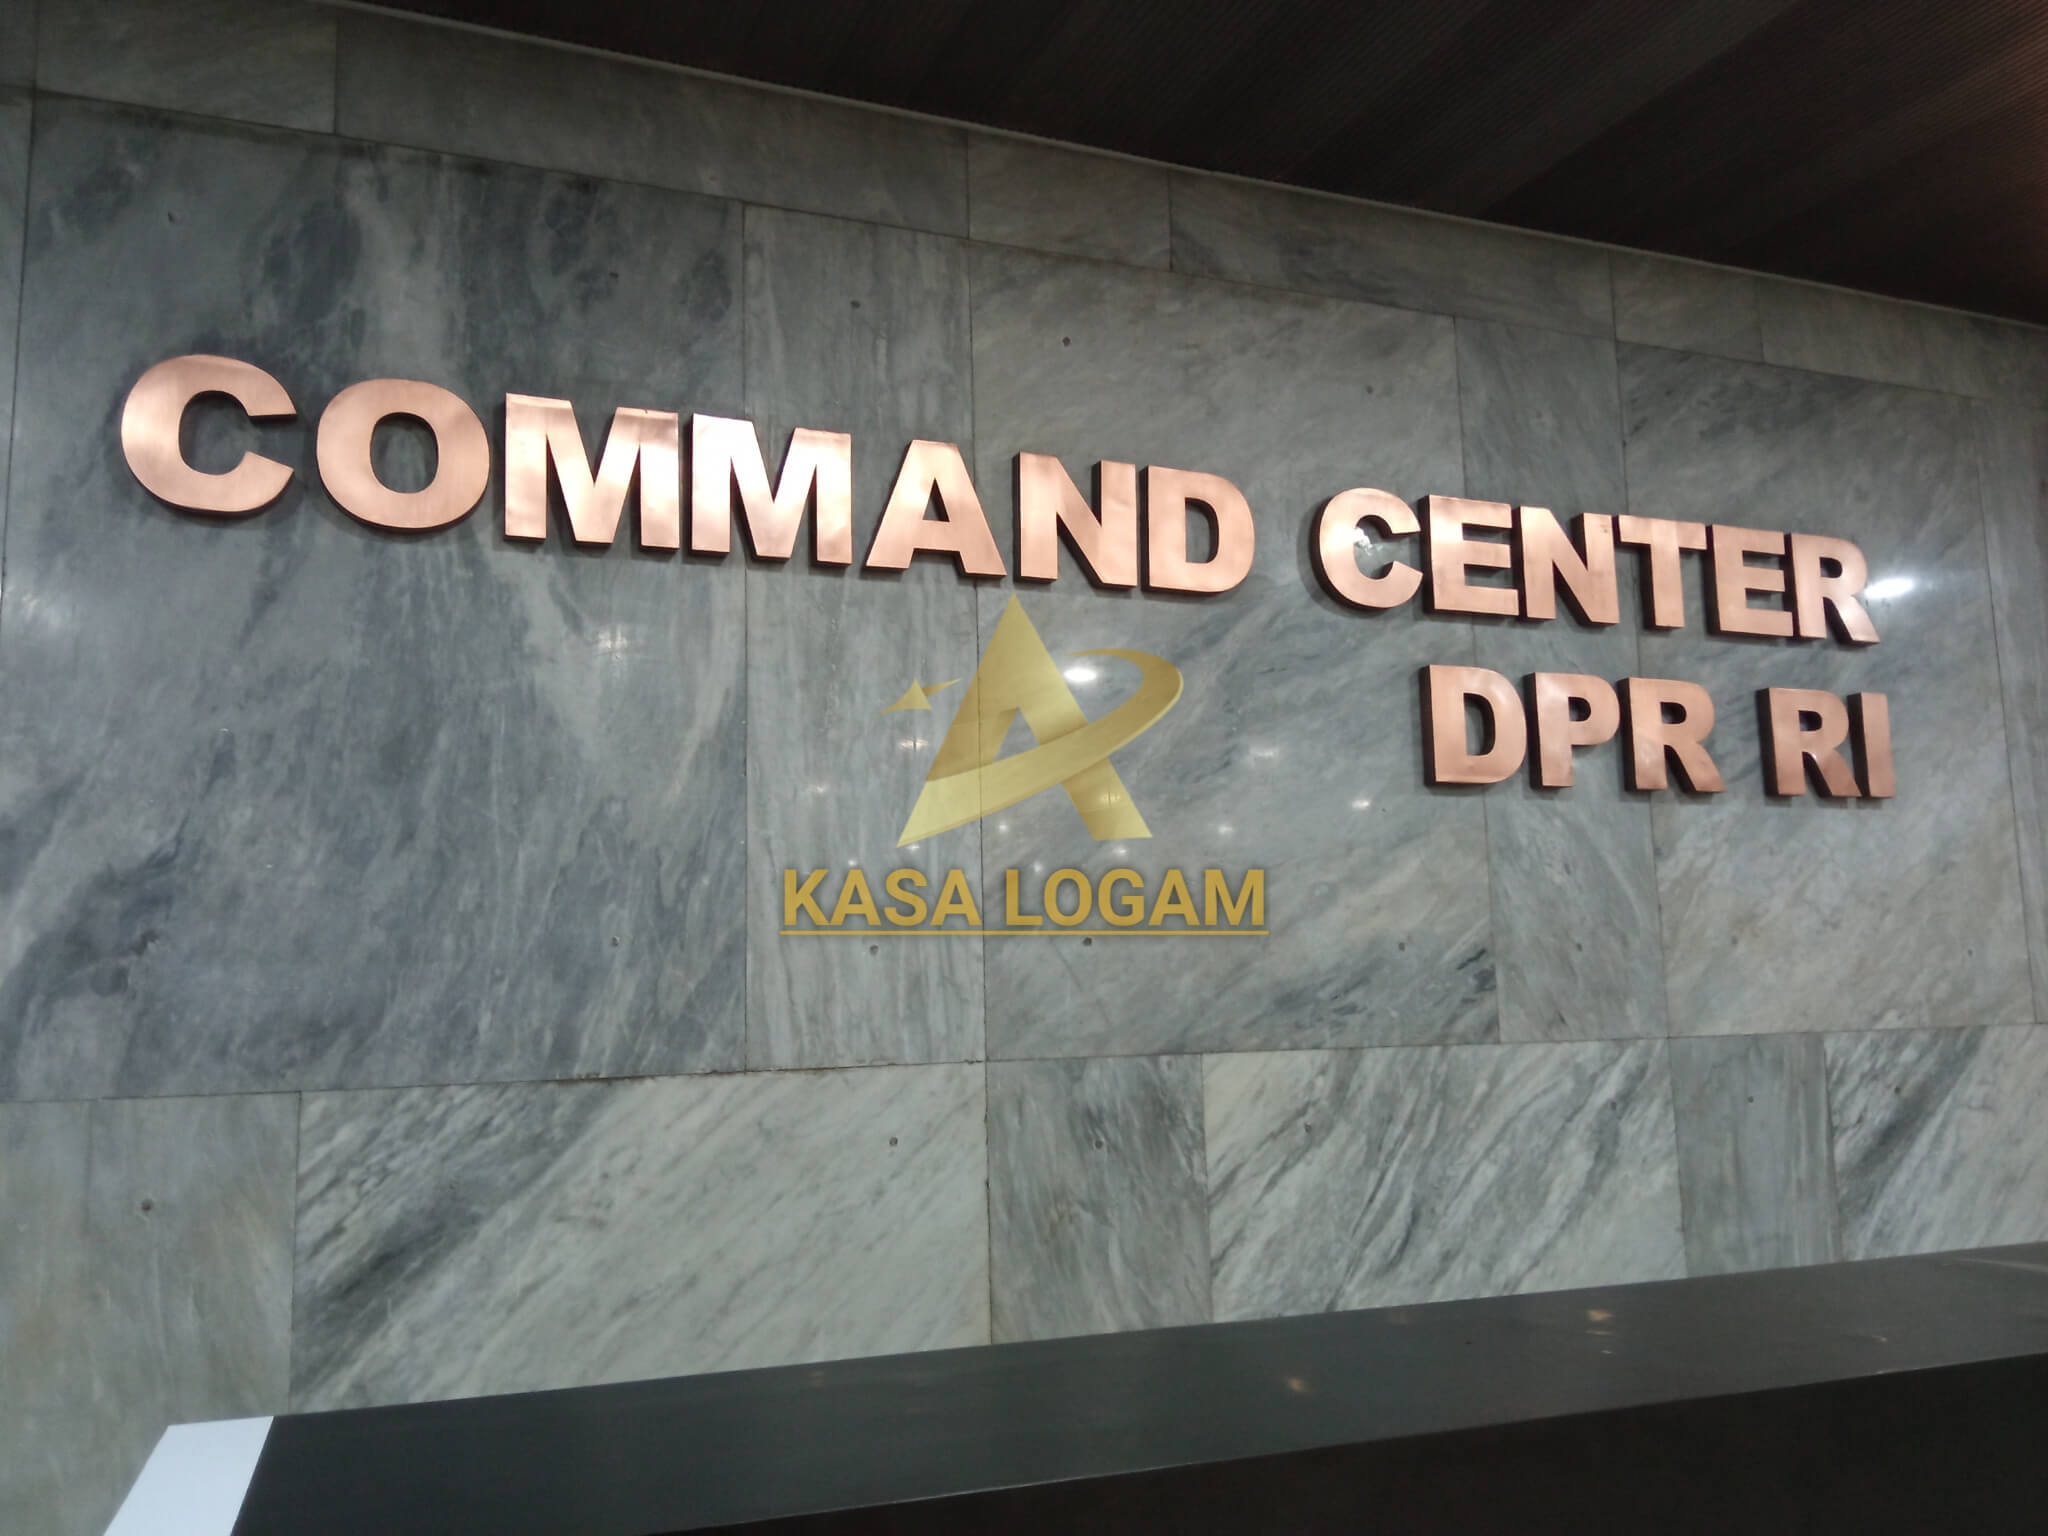 COMMAND CENTER
DPR RI
KASA LOGAM